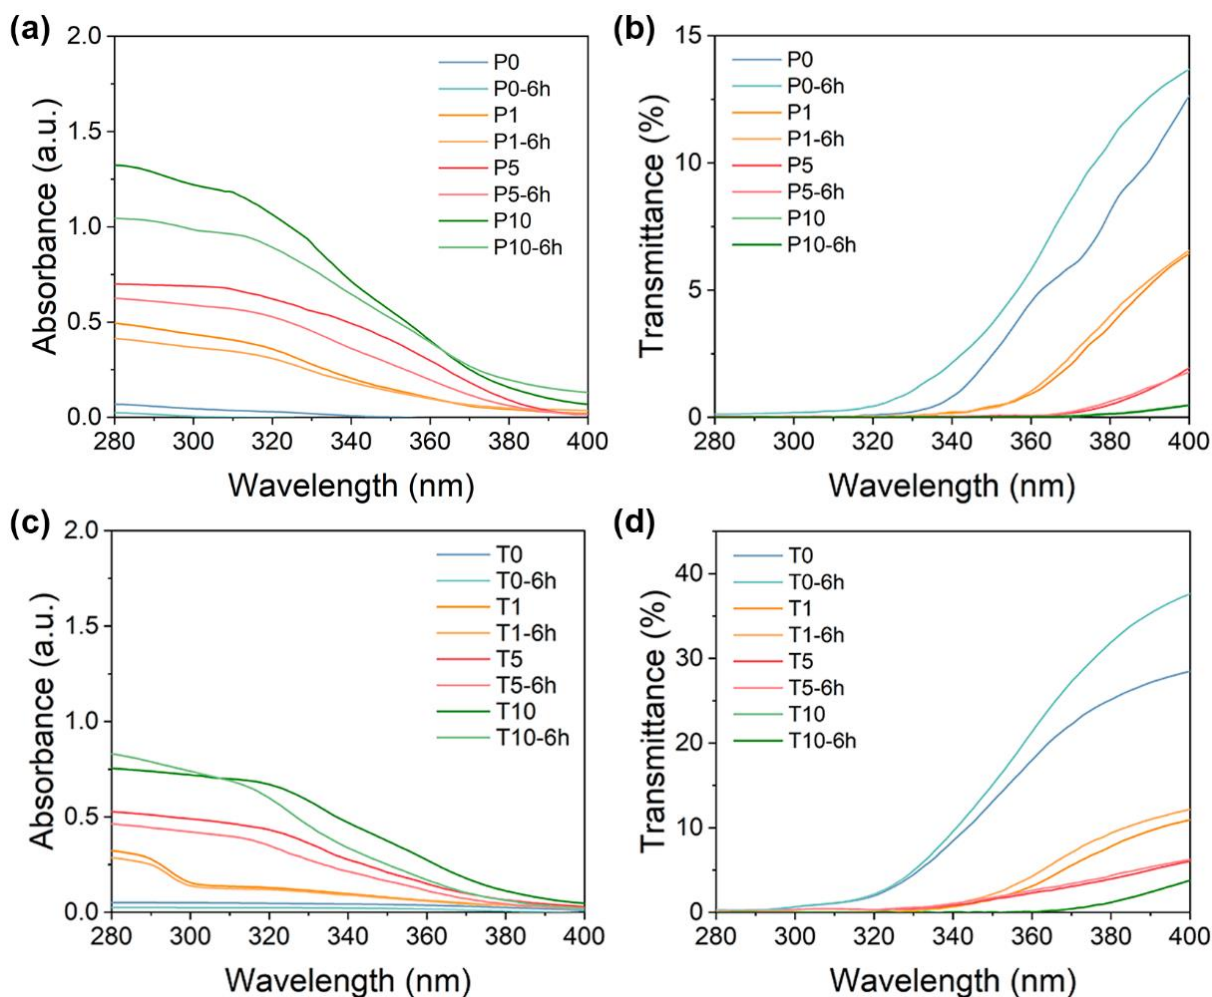 (a)
2.0
1.5
1.0
0.5
0.0
Absorbance (a.u.)
P0
P0-6h
P1
P1-6h
P5
P5-6h
P10
P10-6h
280 300 320 340 360 380 400
Wavelength (nm)
(b)
15
10
5
0
Transmittance (%)
P0
P0-6h
P1
P1-6h
P5
P5-6h
P10
P10-6h
280 300 320 340 360 380 400
Wavelength (nm)
(c)
2.0
1.5
1.0
0.5
0.0
Absorbance (a.u.)
T0
T0-6h
T1
T1-6h
T5
T5-6h
T10
T10-6h
280 300 320 340 360 380 400
Wavelength (nm)
(d)
40
30
20
10
0
Transmittance (%)
T0
T0-6h
T1
T1-6h
T5
T5-6h
T10
T10-6h
280 300 320 340 360 380 400
Wavelength (nm)